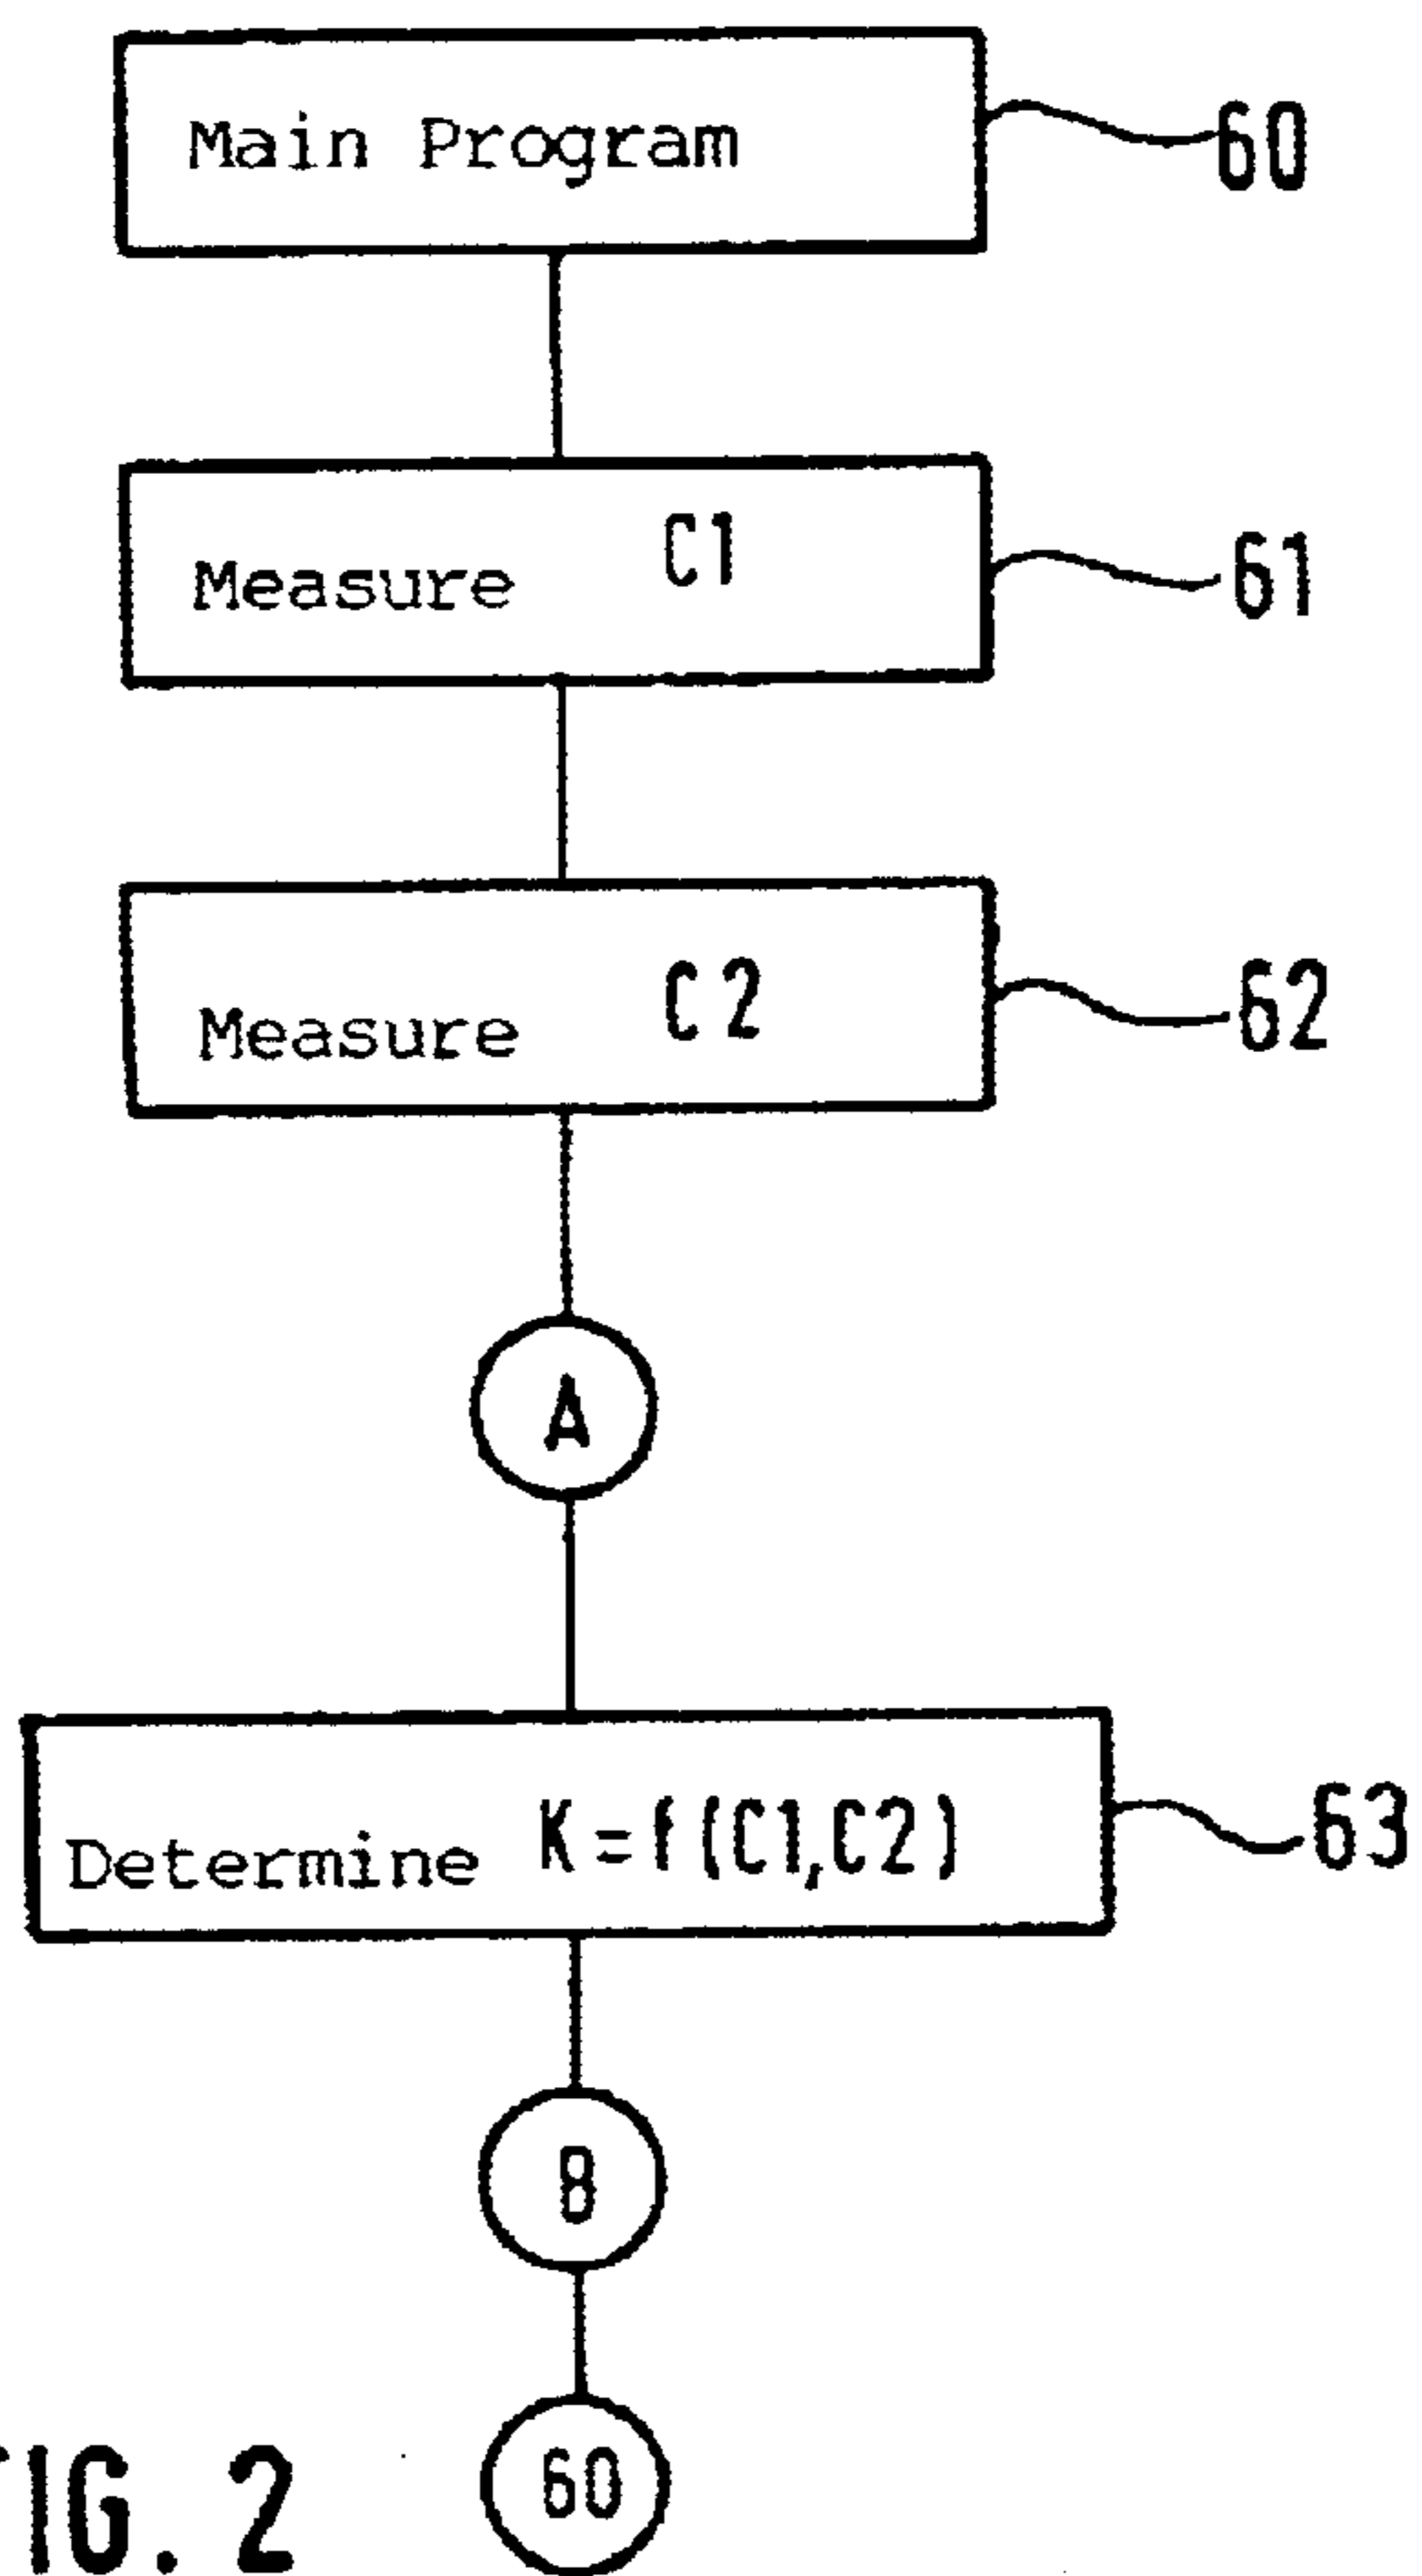 Main Program
60
Measure C1
61
Measure C2
62
A
Determine K = f (C1, C2)
63
B
60
FIG. 2